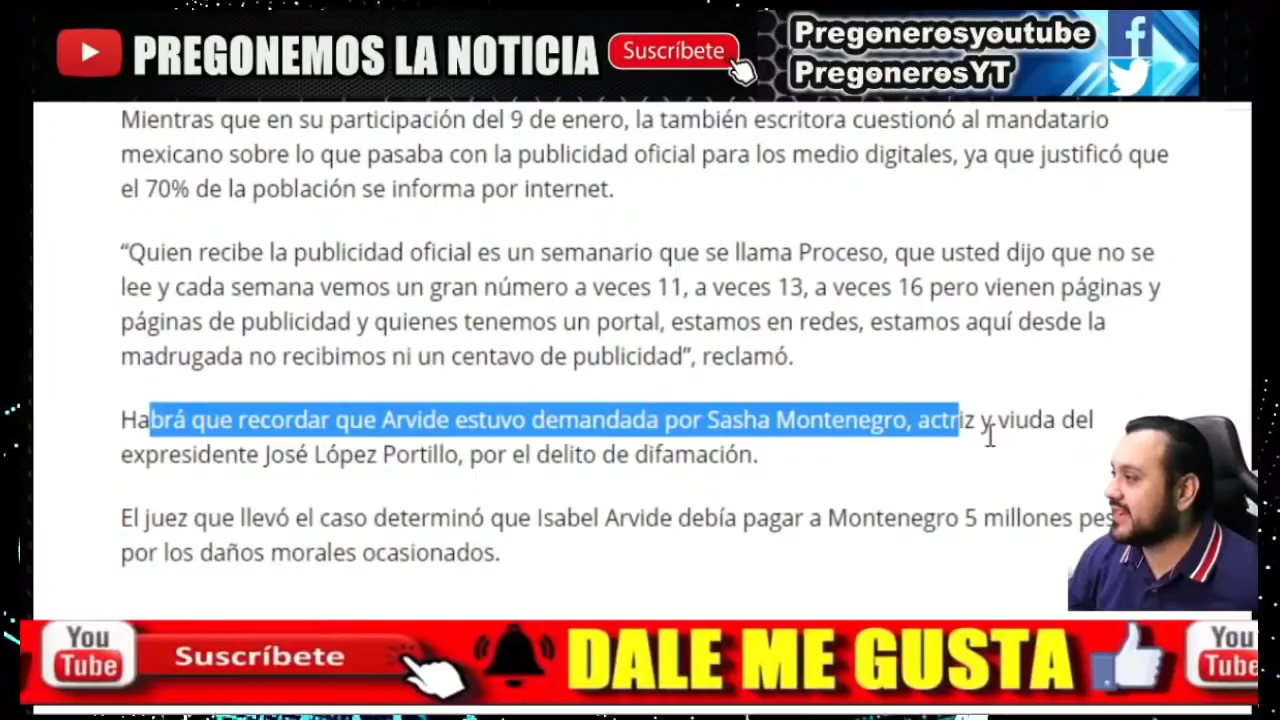 PREGONEMOS LA NOTICIA
Suscríbete
Pregonerosyoutube
PregonerosYT
Mientras que en su participación del 9 de enero, la también escritora cuestionó al mandatario
mexicano sobre lo que pasaba con la publicidad oficial para los medio digitales, ya que justificó que
el 70% de la población se informa por internet.
“Quien recibe la publicidad oficial es un semanario que se llama Proceso, que usted dijo que no se
lee y cada semana vemos un gran número a veces 11, a veces 13, a veces 16 pero vienen páginas y
páginas de publicidad y quienes tenemos un portal, estamos en redes, estamos aquí desde la
madrugada no recibimos ni un centavo de publicidad”, reclamó.
Habrá que recordar que Arvide estuvo demandada por Sasha Montenegro, actriz y viuda del
expresidente José López Portillo, por el delito de difamación.
El juez que llevó el caso determinó que Isabel Arvide debía pagar a Montenegro 5 millones
por los daños morales ocasionados.
You
Tube
Suscríbete
DALE ME GUSTA
You
Tube